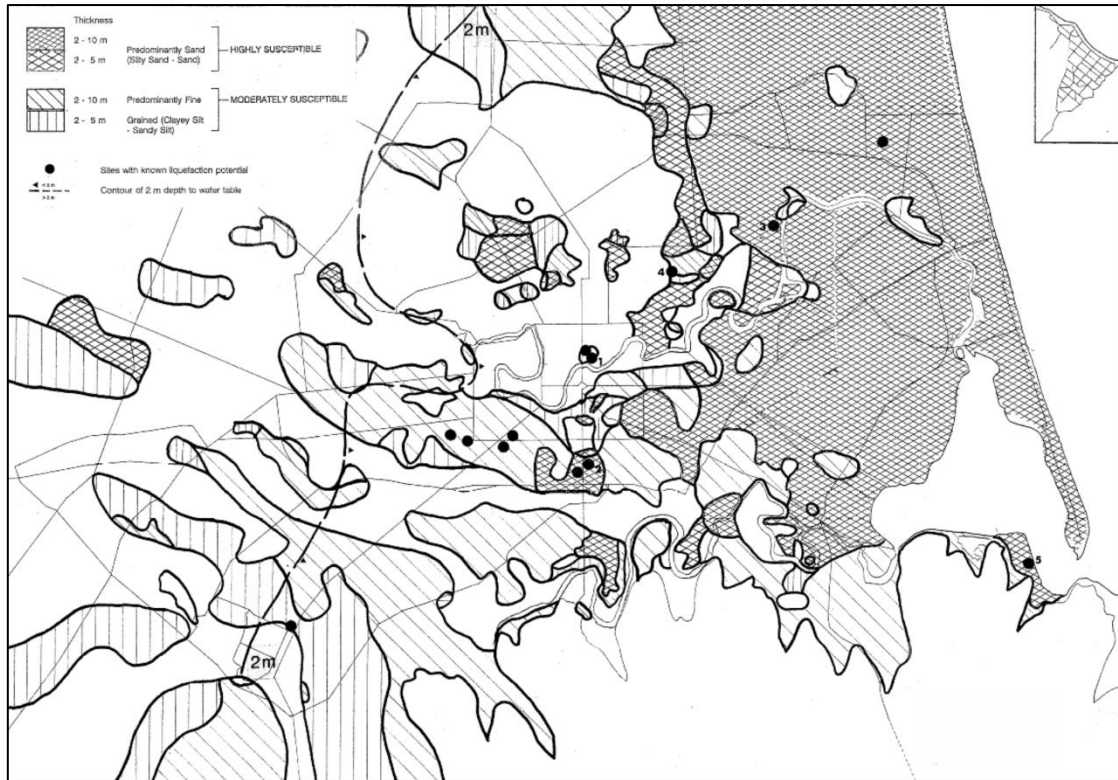 Thickness
2 - 10 m Predominantly Sand HIGHLY SUSCEPTIBLE
2 - 5 m (Silty Sand - Sand)
2 - 10 m Predominantly Fine MODERATELY SUSCEPTIBLE
2 - 5 m Grained (Clayey Silt
- Sandy Silt)
Sites with known liquefaction potential
Contour of 2 m depth to water table
2m
3
4
1
5
2m